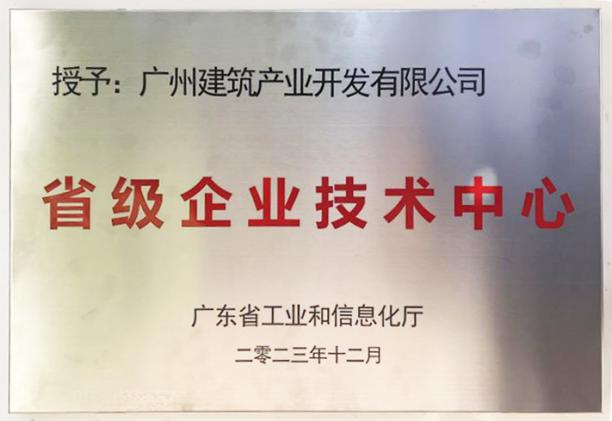 授予：广州建筑产业开发有限公司
省级企业技术中心
广东省工业和信息化厅
二零二三年十二月